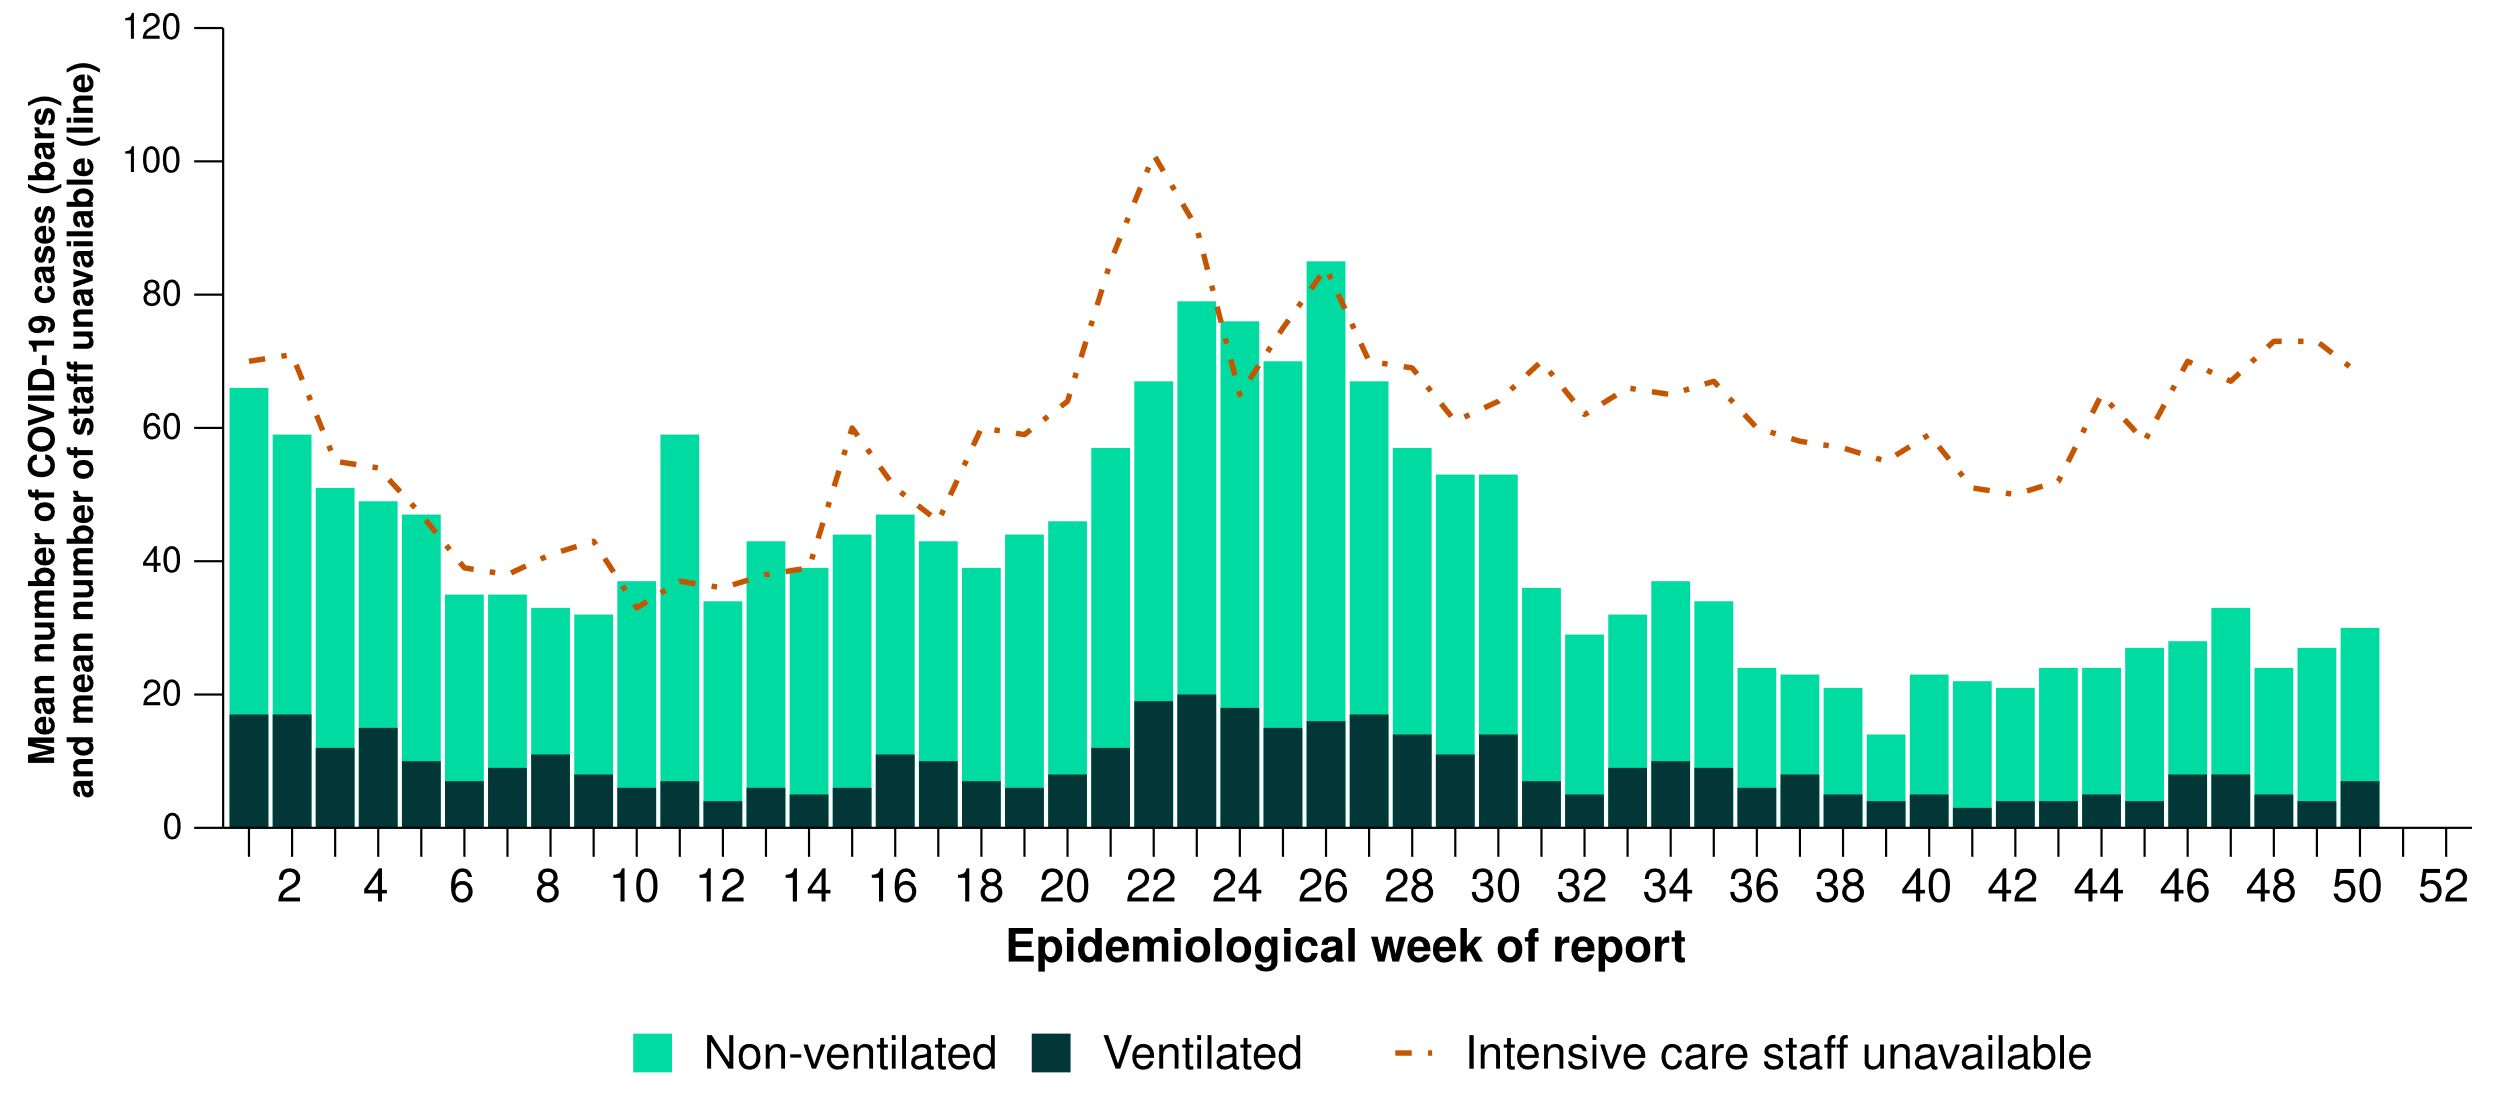 Mean number of COVID-19 cases (bars)
and mean number of staff unavailable (line)
120
100
80
60
40
20
0
2 4 6 8 10 12 14 16 18 20 22 24 26 28 30 32 34 36 38 40 42 44 46 48 50 52
Epidemiological week of report
Non-ventilated Ventilated Intensive care staff unavailable